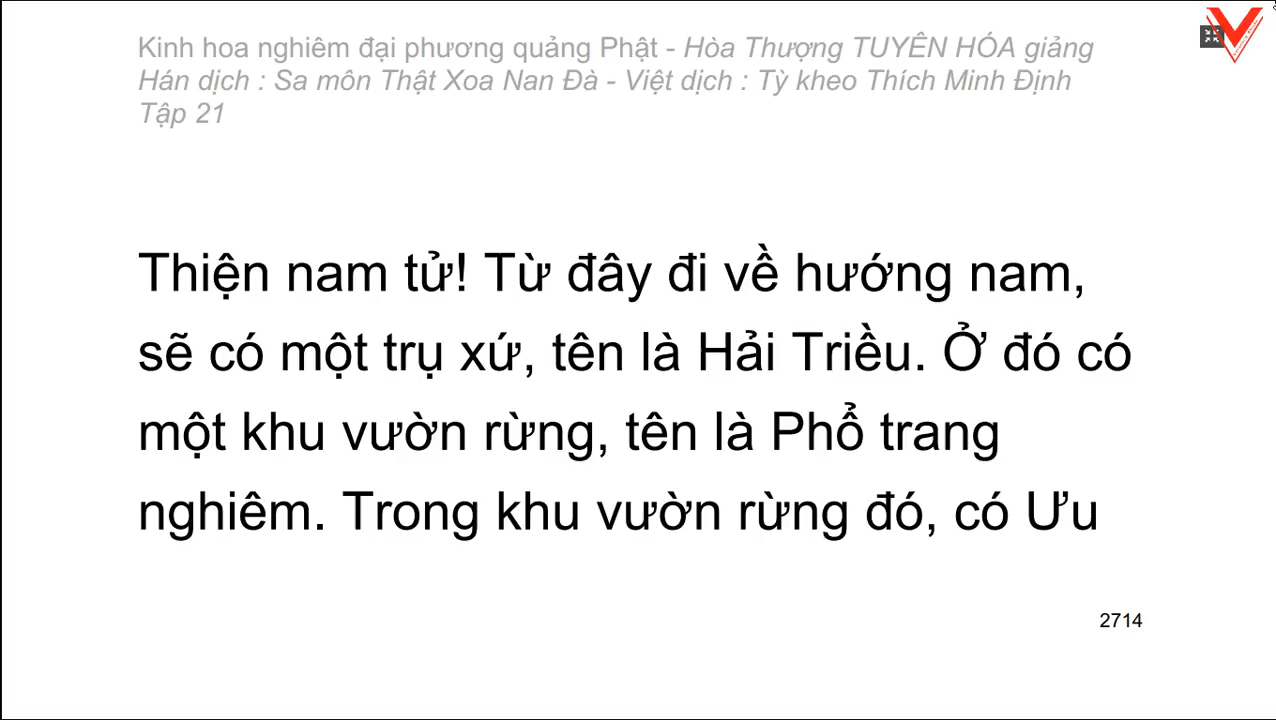 Kinh hoa nghiêm đại phương quảng Phật - Hòa Thượng TUYÊN HÓA giảng
Hán dịch : Sa môn Thật Xoa Nan Đà - Việt dịch : Tỳ kheo Thích Minh Định
Tập 21
Thiện nam tử! Từ đây đi về hướng nam,
sẽ có một trụ xứ, tên là Hải Triều. Ở đó có
một khu vườn rừng, tên là Phổ trang
nghiêm. Trong khu vườn rừng đó, có Ưu
2714